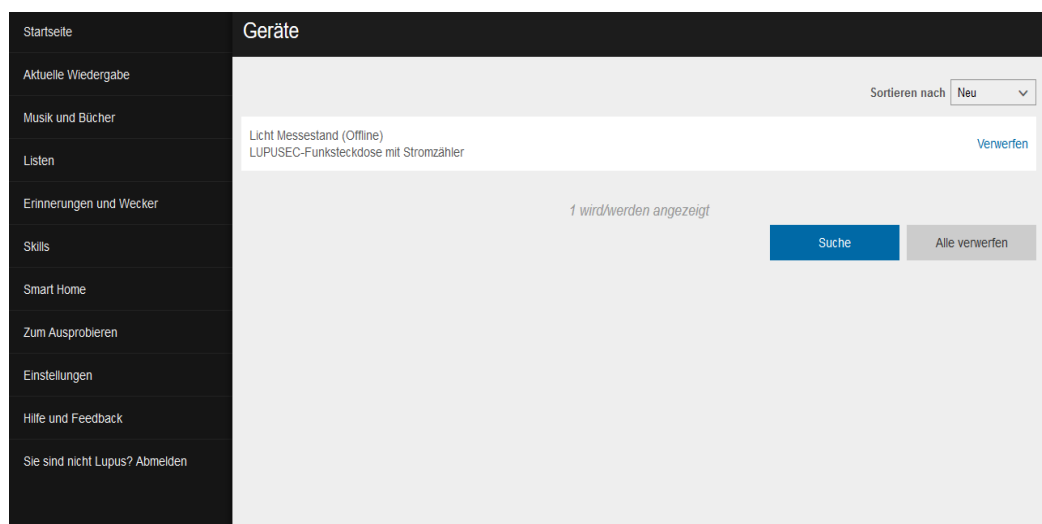 Startseite
Aktuelle Wiedergabe
Musik und Bücher
Listen
Erinnerungen und Wecker
Skills
Smart Home
Zum Ausprobieren
Einstellungen
Hilfe und Feedback
Sie sind nicht Lupus? Abmelden
Geräte
Sortieren nach Neu
Licht Messestand (Offline)
LUPUSEC-Funksteckdose mit Stromzähler
Verwerfen
1 wird/werden angezeigt
Suche
Alle verwerfen